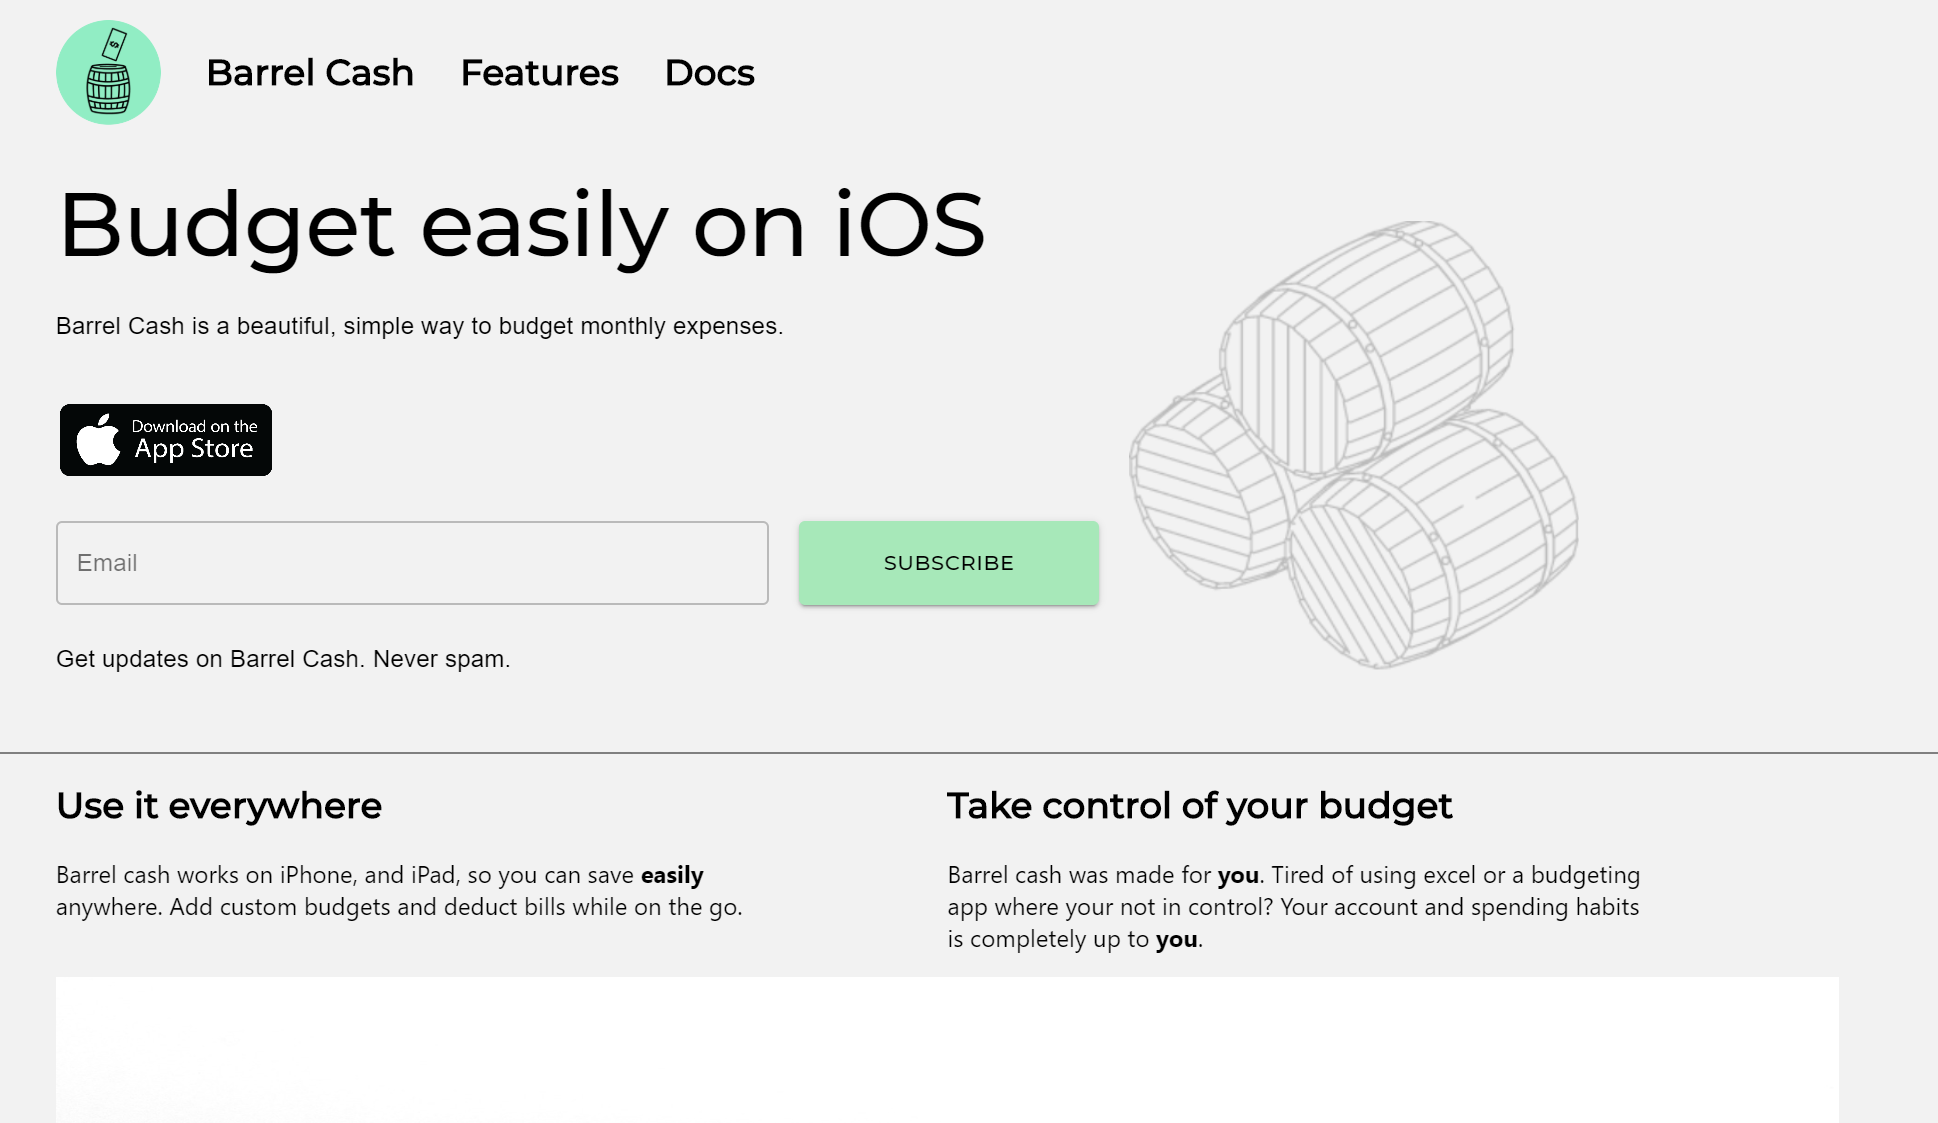 $
Barrel Cash Features Docs
Budget easily on iOS
Barrel Cash is a beautiful, simple way to budget monthly expenses.
Download on the
App Store
Email
SUBSCRIBE
Get updates on Barrel Cash. Never spam.
Use it everywhere
Barrel cash works on iPhone, and iPad, so you can save easily
anywhere. Add custom budgets and deduct bills while on the go.
Take control of your budget
Barrel cash was made for you. Tired of using excel or a budgeting
app where your not in control? Your account and spending habits
is completely up to you.